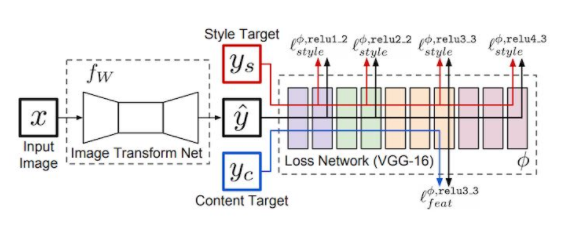 Style Target
ℓ_style^ϕ,relu1_2
ℓ_style^ϕ,relu2_2
ℓ_style^ϕ,relu3_3
ℓ_style^ϕ,relu4_3
f_W
y_s
x
ŷ
Input
Image
Image Transform Net
Loss Network (VGG-16)
ϕ
y_c
Content Target
ℓ_feat^ϕ,relu3_3